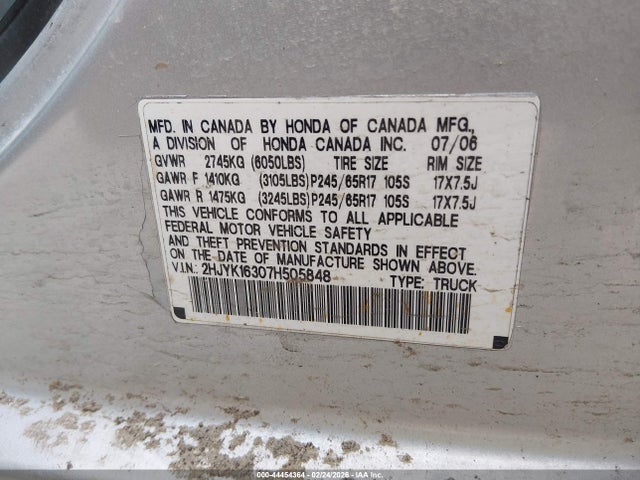 MFD. IN CANADA BY HONDA OF CANADA MFG.,
A DIVISION OF HONDA CANADA INC. 07/06
GVWR 2745KG (6050LBS) TIRE SIZE RIM SIZE
GAWR F 1410KG (3105LBS) P245/65R17 105S 17X7.5J
GAWR R 1475KG (3245LBS) P245/65R17 105S 17X7.5J
THIS VEHICLE CONFORMS TO ALL APPLICABLE
FEDERAL MOTOR VEHICLE SAFETY
AND THEFT PREVENTION STANDARDS IN EFFECT
ON THE DATE OF MANUFACTURE SHOWN ABOVE.
V.I.N.: 2HJYK16307H505848 TYPE: TRUCK
000-44454364 - 02/24/2026 - IAA Inc.